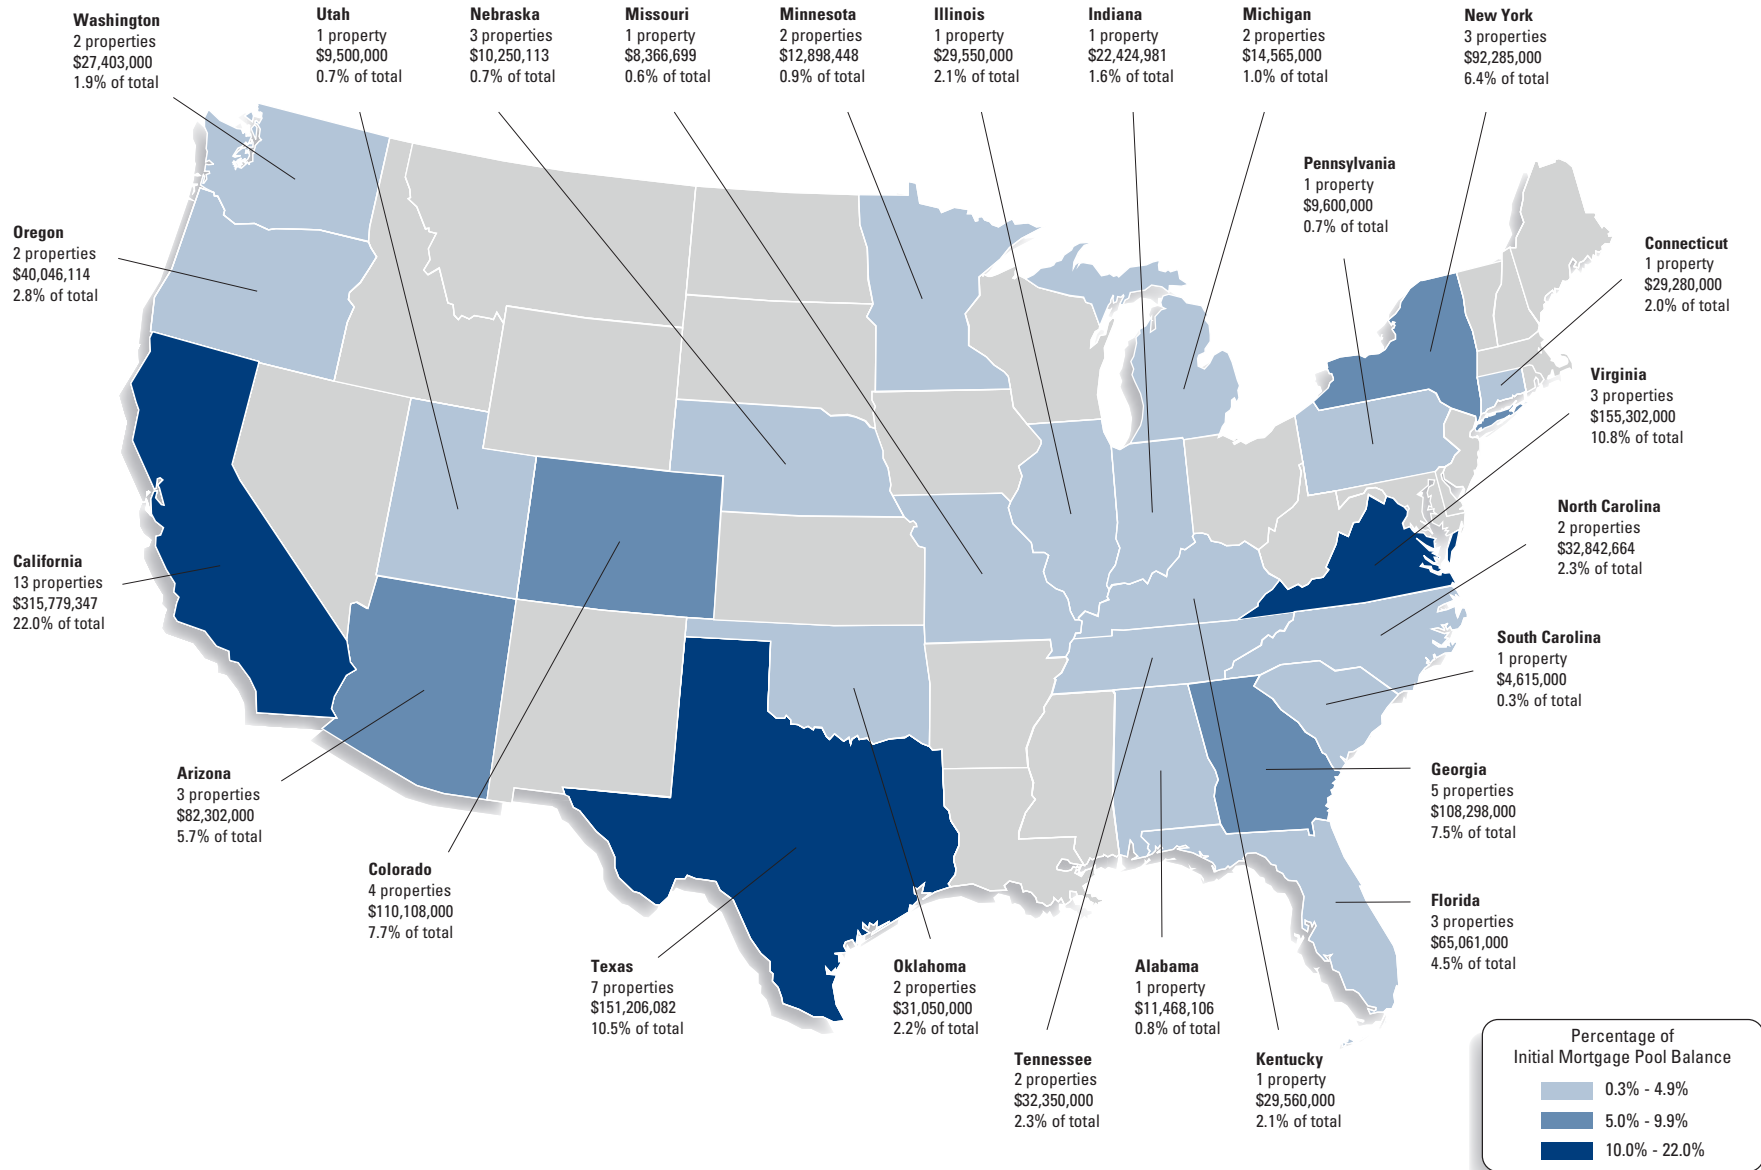 Washington
2 properties
$27,403,000
1.9% of total
Utah
1 property
$9,500,000
0.7% of total
Nebraska
3 properties
$10,250,113
0.7% of total
Missouri
1 property
$8,366,699
0.6% of total
Minnesota
2 properties
$12,898,448
0.9% of total
Illinois
1 property
$29,550,000
2.1% of total
Indiana
1 property
$22,424,981
1.6% of total
Michigan
2 properties
$14,565,000
1.0% of total
New York
3 properties
$92,285,000
6.4% of total
Pennsylvania
1 property
$9,600,000
0.7% of total
Oregon
2 properties
$40,046,114
2.8% of total
Connecticut
1 property
$29,280,000
2.0% of total
Virginia
3 properties
$155,302,000
10.8% of total
North Carolina
2 properties
$32,842,664
2.3% of total
California
13 properties
$315,779,347
22.0% of total
South Carolina
1 property
$4,615,000
0.3% of total
Arizona
3 properties
$82,302,000
5.7% of total
Georgia
5 properties
$108,298,000
7.5% of total
Colorado
4 properties
$110,108,000
7.7% of total
Florida
3 properties
$65,061,000
4.5% of total
Texas
7 properties
$151,206,082
10.5% of total
Oklahoma
2 properties
$31,050,000
2.2% of total
Alabama
1 property
$11,468,106
0.8% of total
Tennessee
2 properties
$32,350,000
2.3% of total
Kentucky
1 property
$29,560,000
2.1% of total
Percentage of
Initial Mortgage Pool Balance
0.3% - 4.9%
5.0% - 9.9%
10.0% - 22.0%